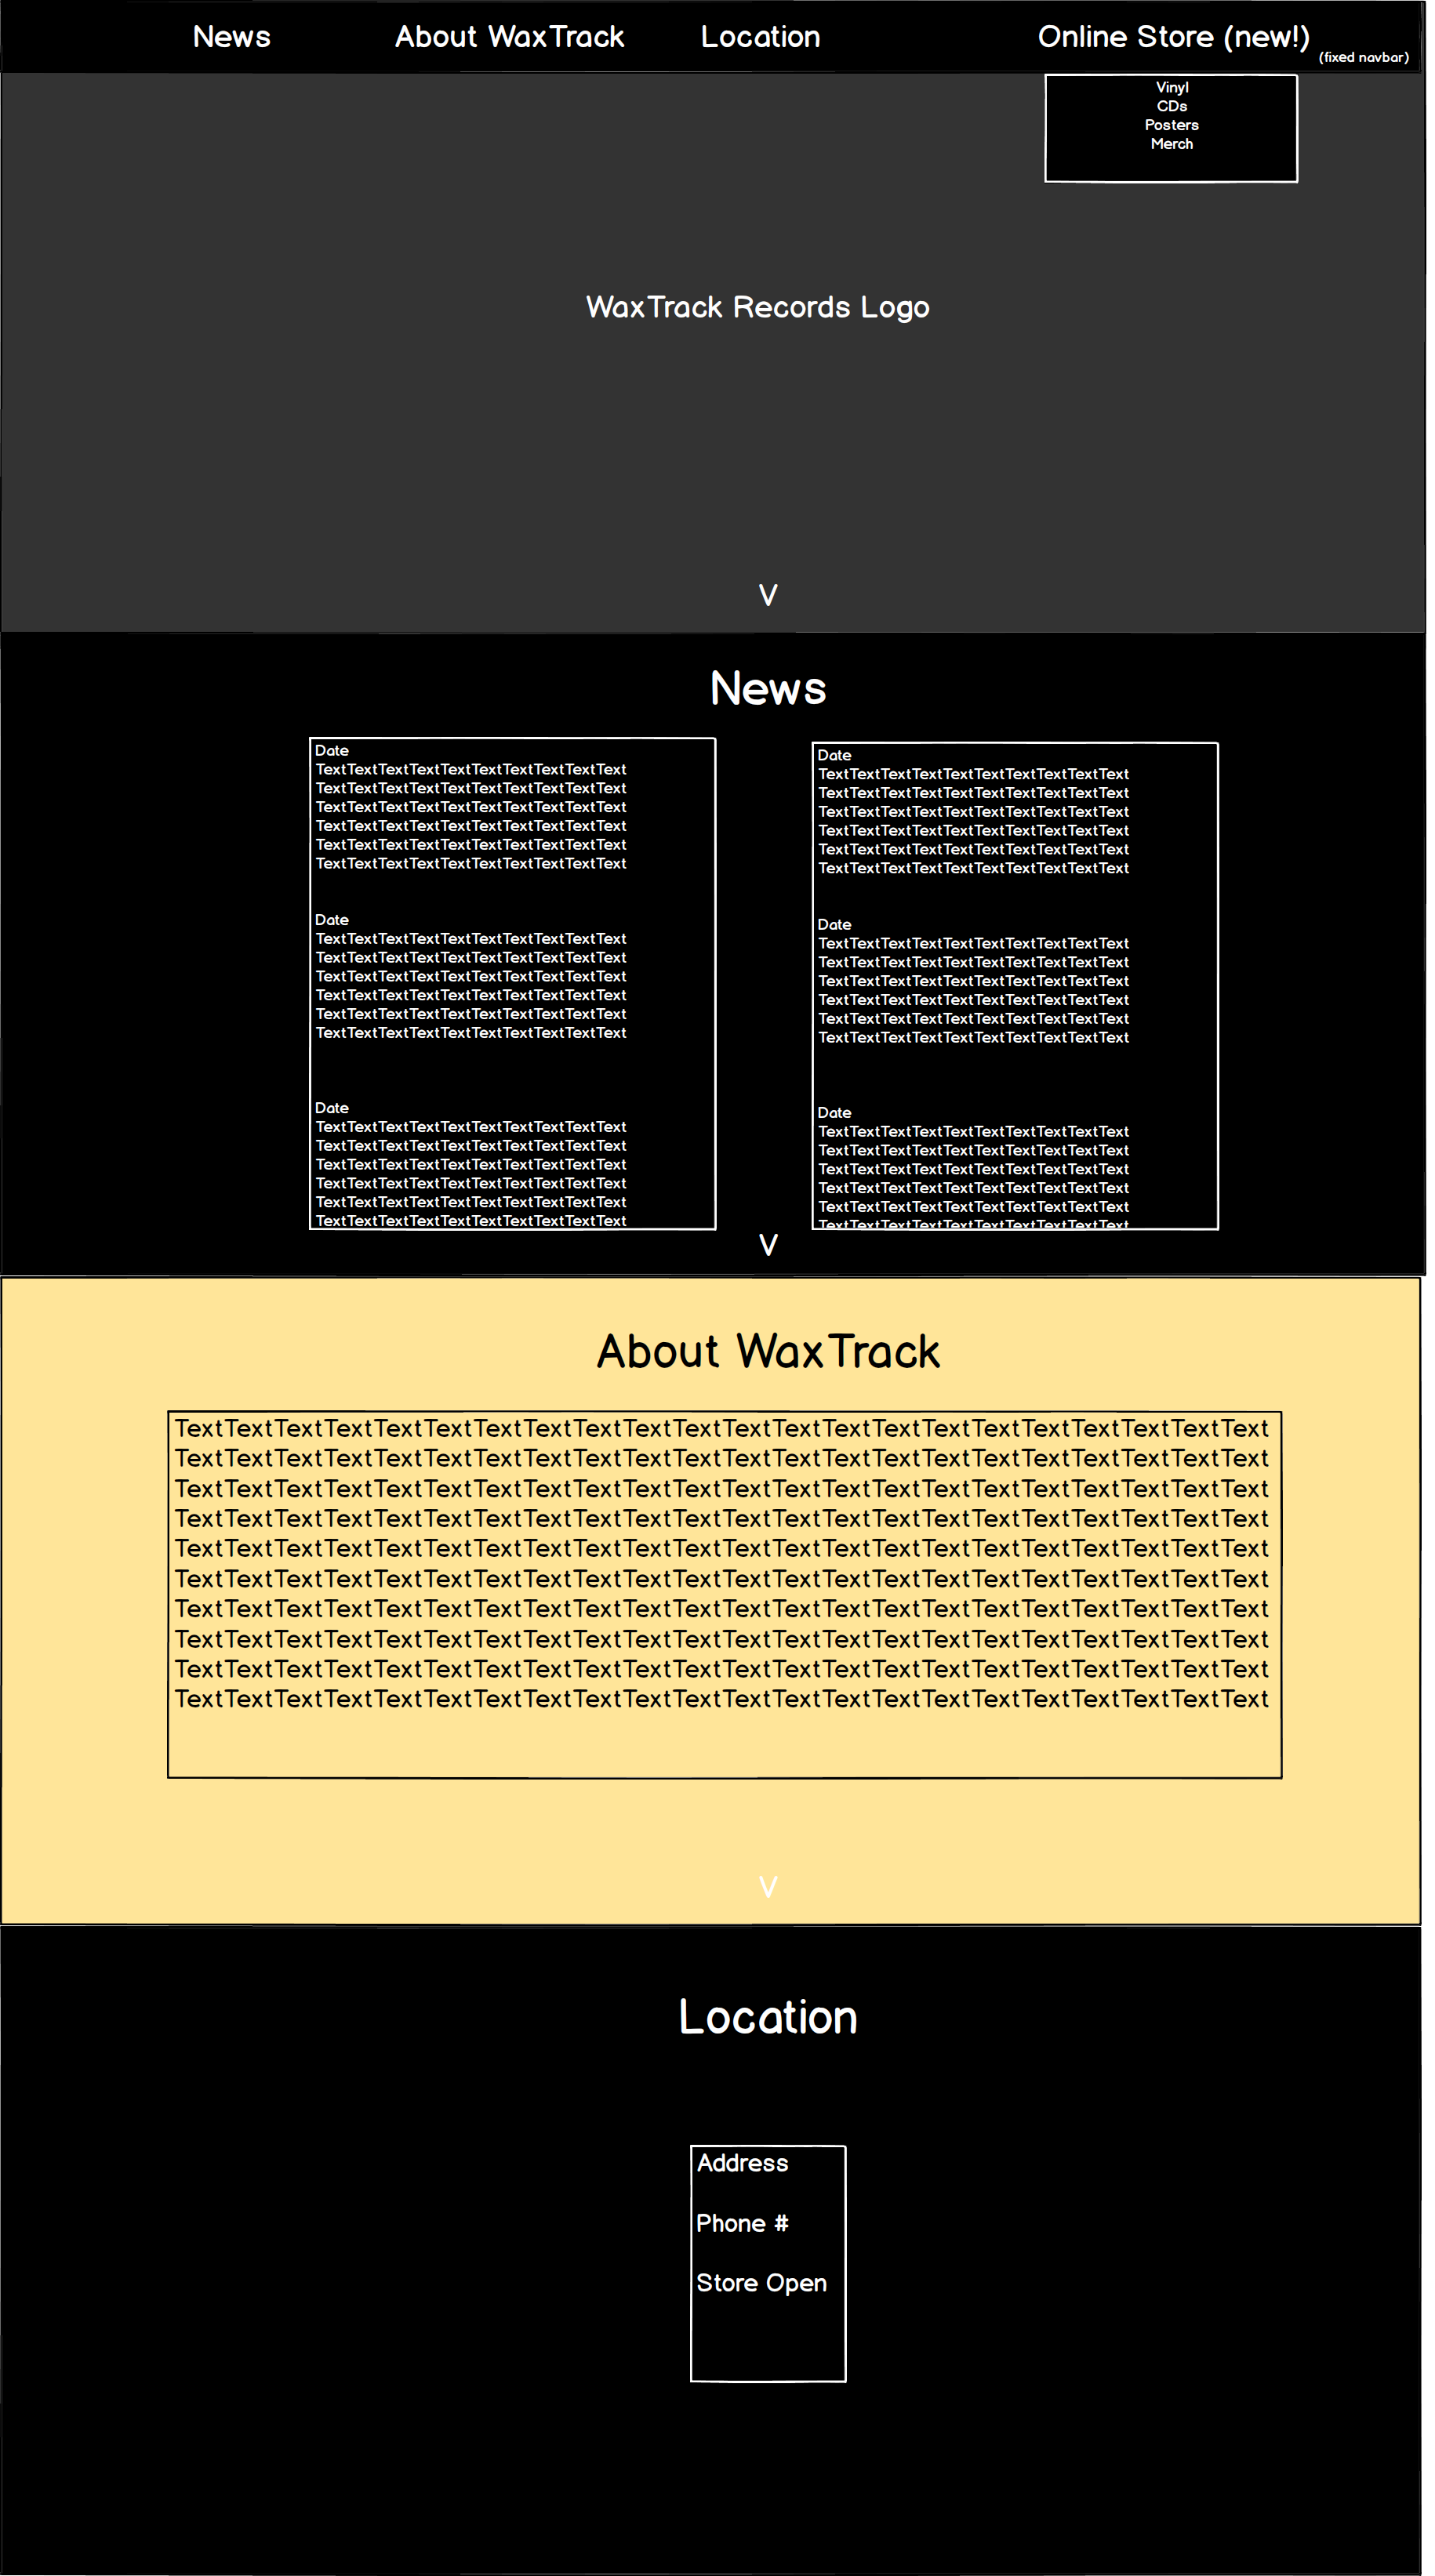 News
About WaxTrack
Location
Online Store (new!)
(fixed navbar)
Vinyl
CDs
Posters
Merch
WaxTrack Records Logo
V
News
Date
TextTextTextTextTextTextTextTextTextText
TextTextTextTextTextTextTextTextTextText
TextTextTextTextTextTextTextTextTextText
TextTextTextTextTextTextTextTextTextText
TextTextTextTextTextTextTextTextTextText
TextTextTextTextTextTextTextTextTextText
Date
TextTextTextTextTextTextTextTextTextText
TextTextTextTextTextTextTextTextTextText
TextTextTextTextTextTextTextTextTextText
TextTextTextTextTextTextTextTextTextText
TextTextTextTextTextTextTextTextTextText
TextTextTextTextTextTextTextTextTextText
Date
TextTextTextTextTextTextTextTextTextText
TextTextTextTextTextTextTextTextTextText
TextTextTextTextTextTextTextTextTextText
TextTextTextTextTextTextTextTextTextText
TextTextTextTextTextTextTextTextTextText
TextTextTextTextTextTextTextTextTextText
Date
TextTextTextTextTextTextTextTextTextText
TextTextTextTextTextTextTextTextTextText
TextTextTextTextTextTextTextTextTextText
TextTextTextTextTextTextTextTextTextText
TextTextTextTextTextTextTextTextTextText
TextTextTextTextTextTextTextTextTextText
Date
TextTextTextTextTextTextTextTextTextText
TextTextTextTextTextTextTextTextTextText
TextTextTextTextTextTextTextTextTextText
TextTextTextTextTextTextTextTextTextText
TextTextTextTextTextTextTextTextTextText
TextTextTextTextTextTextTextTextTextText
Date
TextTextTextTextTextTextTextTextTextText
TextTextTextTextTextTextTextTextTextText
TextTextTextTextTextTextTextTextTextText
TextTextTextTextTextTextTextTextTextText
TextTextTextTextTextTextTextTextTextText
TextTextTextTextTextTextTextTextTextText
V
About WaxTrack
TextTextTextTextTextTextTextTextTextTextTextTextTextTextTextTextTextTextTextTextTextText
TextTextTextTextTextTextTextTextTextTextTextTextTextTextTextTextTextTextTextTextTextText
TextTextTextTextTextTextTextTextTextTextTextTextTextTextTextTextTextTextTextTextTextText
TextTextTextTextTextTextTextTextTextTextTextTextTextTextTextTextTextTextTextTextTextText
TextTextTextTextTextTextTextTextTextTextTextTextTextTextTextTextTextTextTextTextTextText
TextTextTextTextTextTextTextTextTextTextTextTextTextTextTextTextTextTextTextTextTextText
TextTextTextTextTextTextTextTextTextTextTextTextTextTextTextTextTextTextTextTextTextText
TextTextTextTextTextTextTextTextTextTextTextTextTextTextTextTextTextTextTextTextTextText
TextTextTextTextTextTextTextTextTextTextTextTextTextTextTextTextTextTextTextTextTextText
TextTextTextTextTextTextTextTextTextTextTextTextTextTextTextTextTextTextTextTextTextText
V
Location
Address
Phone #
Store Open